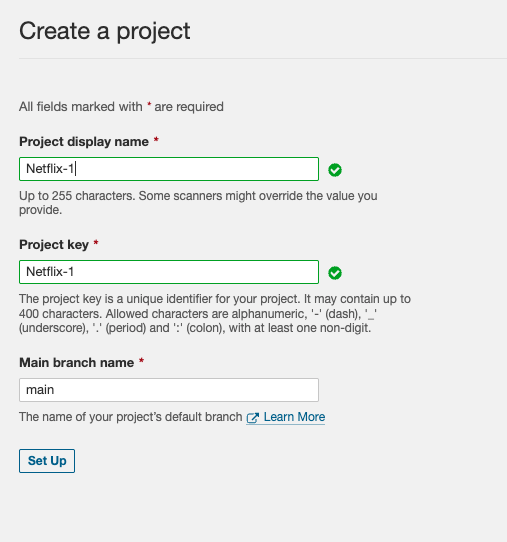 Create a project
All fields marked with * are required
Project display name *
Netflix-1
Up to 255 characters. Some scanners might override the value you
provide.
Project key *
Netflix-1
The project key is a unique identifier for your project. It may contain up to
400 characters. Allowed characters are alphanumeric, '-' (dash), '_'
(underscore), '.' (period) and ':' (colon), with at least one non-digit.
Main branch name *
main
The name of your project's default branch Learn More
Set Up